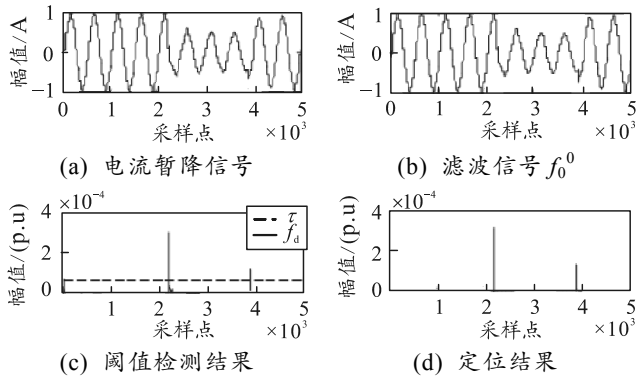 1
0
−1
幅值/A
0 1 2 3 4 5
采样点 ×10³
(a) 电流暂降信号
1
0
−1
幅值/A
0 1 2 3 4 5
采样点 ×10³
(b) 滤波信号 f₀⁰
×10⁻⁴
4
2
0
幅值/(p.u)
τ
f_d
0 1 2 3 4 5
采样点 ×10³
(c) 阈值检测结果
×10⁻⁴
4
2
0
幅值/(p.u)
0 1 2 3 4 5
采样点 ×10³
(d) 定位结果